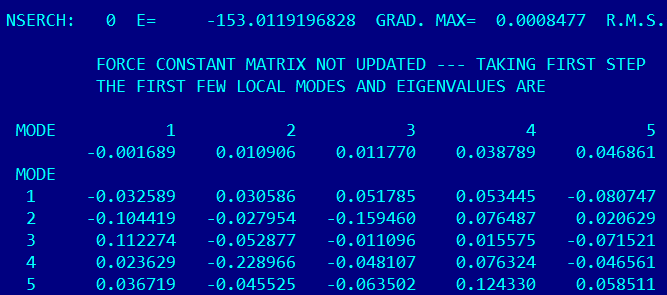 NSERCH: 0 E= -153.0119196828 GRAD. MAX= 0.0008477 R.M.S.
FORCE CONSTANT MATRIX NOT UPDATED --- TAKING FIRST STEP
THE FIRST FEW LOCAL MODES AND EIGENVALUES ARE
MODE 1 2 3 4 5
-0.001689 0.010906 0.011770 0.038789 0.046861
MODE
1 -0.032589 0.030586 0.051785 0.053445 -0.080747
2 -0.104419 -0.027954 -0.159460 0.076487 0.020629
3 0.112274 -0.052877 -0.011096 0.015575 -0.071521
4 0.023629 -0.228966 -0.048107 0.076324 -0.046561
5 0.036719 -0.045525 -0.063502 0.124330 0.058511